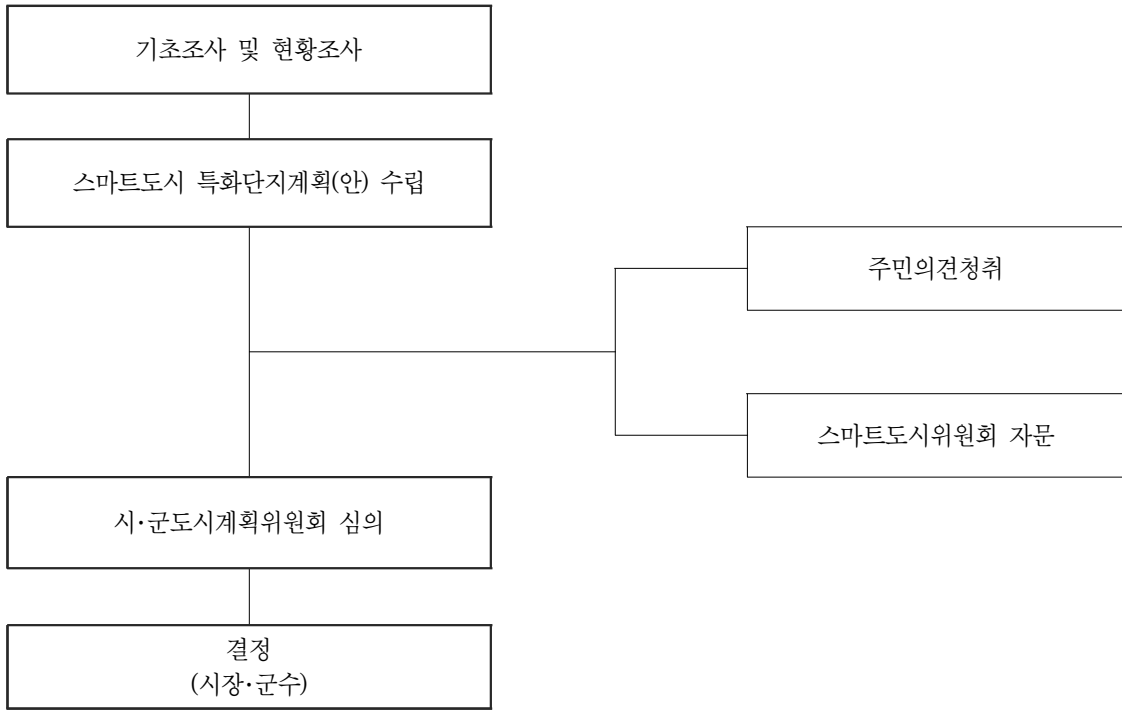 기초조사 및 현황조사
스마트도시 특화단지계획(안) 수립
주민의견청취
스마트도시위원회 자문
시·군도시계획위원회 심의
결정
(시장·군수)